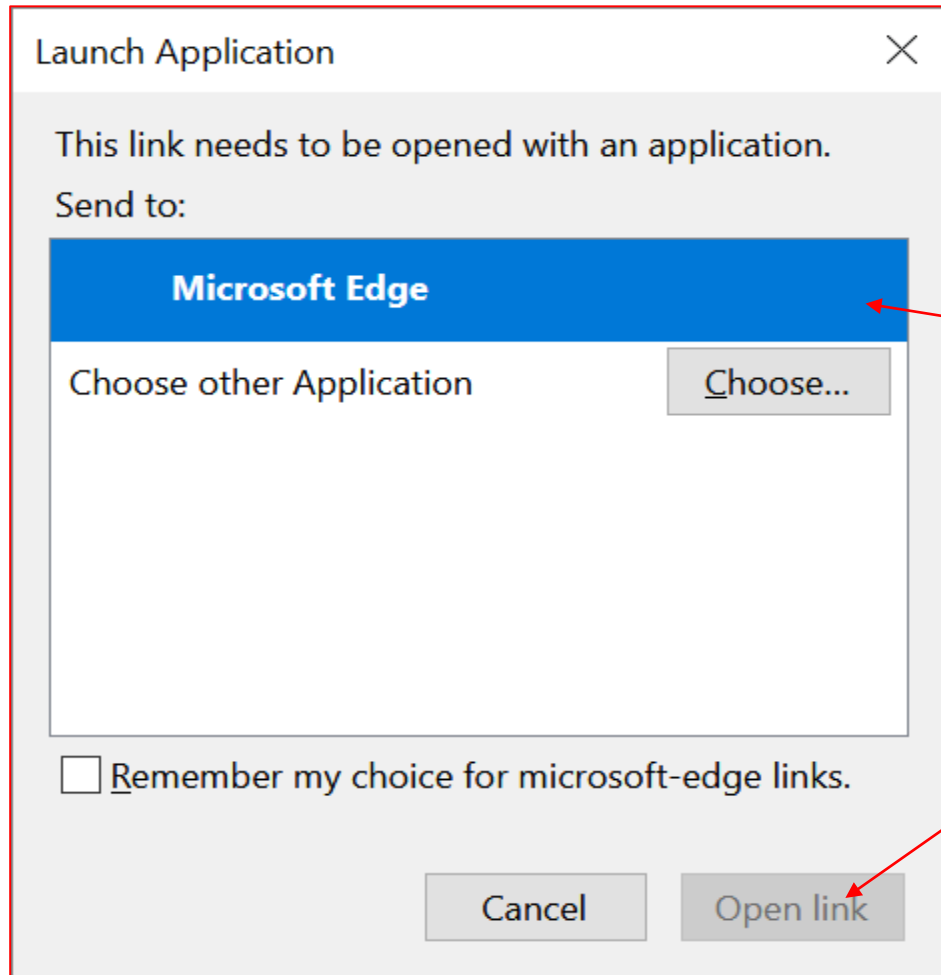 Launch Application
This link needs to be opened with an application.
Send to:
Microsoft Edge
Choose other Application Choose...
Remember my choice for microsoft-edge links.
Cancel Open link